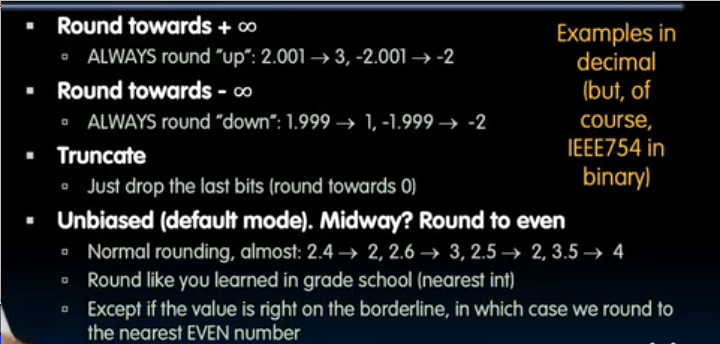 Round towards + ∞
ALWAYS round "up": 2.001 → 3, -2.001 → -2
Round towards - ∞
ALWAYS round "down": 1.999 → 1, -1.999 → -2
Truncate
Just drop the last bits (round towards 0)
Unbiased (default mode). Midway? Round to even
Normal rounding, almost: 2.4 → 2, 2.6 → 3, 2.5 → 2, 3.5 → 4
Round like you learned in grade school (nearest int)
Except if the value is right on the borderline, in which case we round to
the nearest EVEN number
Examples in
decimal
(but, of
course,
IEEE754 in
binary)